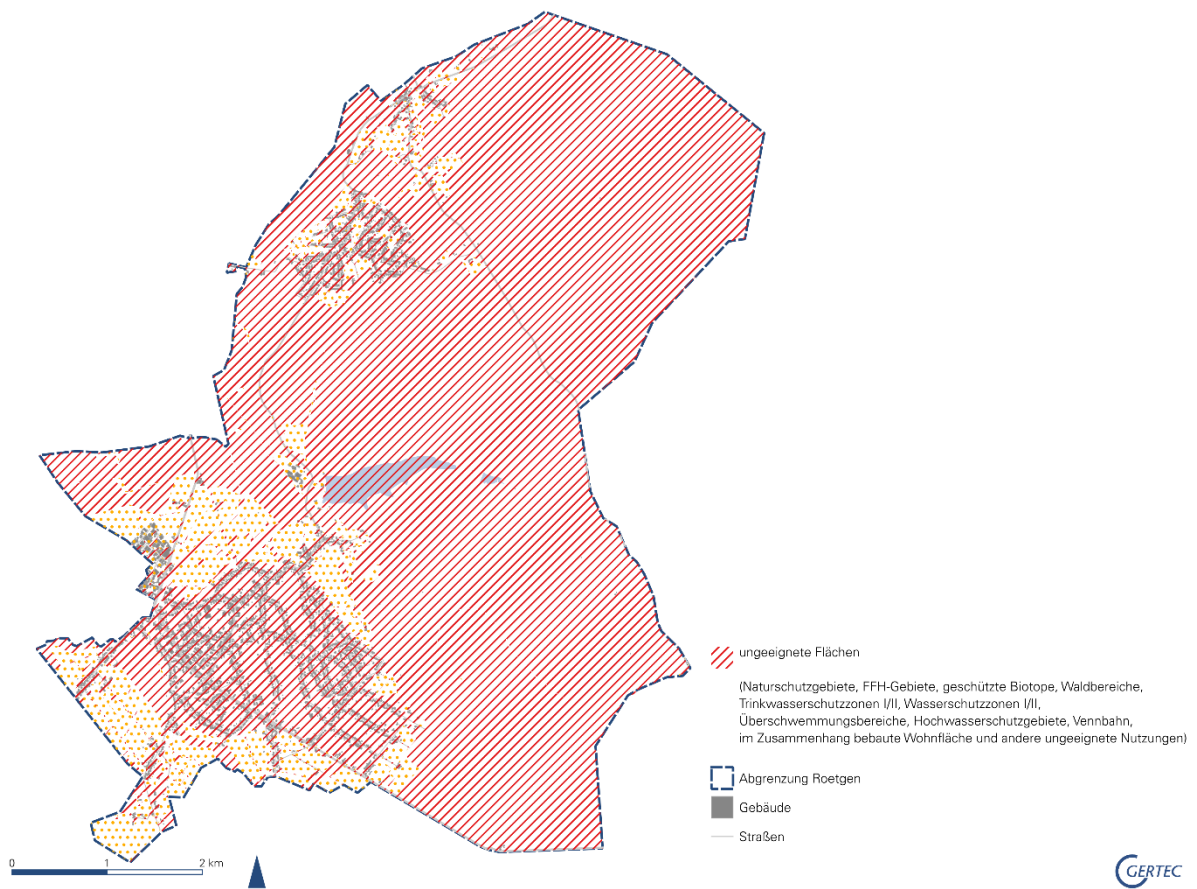 ungeeignete Flächen
(Naturschutzgebiete, FFH-Gebiete, geschützte Biotope, Waldbereiche,
Trinkwasserschutzzonen I/II, Wasserschutzzonen I/II,
Überschwemmungsbereiche, Hochwasserschutzgebiete, Vennbahn,
im Zusammenhang bebaute Wohnfläche und andere ungeeignete Nutzungen)
Abgrenzung Roetgen
Gebäude
Straßen
0 1 2 km
GERTEC